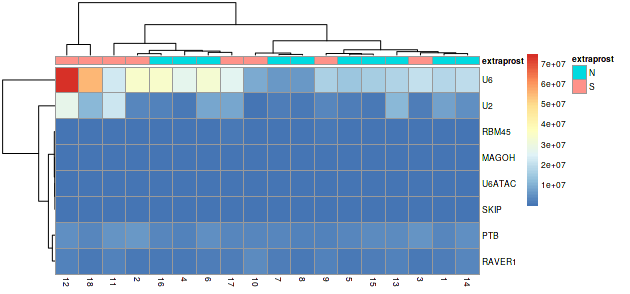 extraprost
U6
U2
RBM45
MAGOH
U6ATAC
SKIP
PTB
RAVER1
12 18 11 2 16 4 6 17 10 7 8 9 5 15 13 3 1 14
7e+07
6e+07
5e+07
4e+07
3e+07
2e+07
1e+07
extraprost
N
S